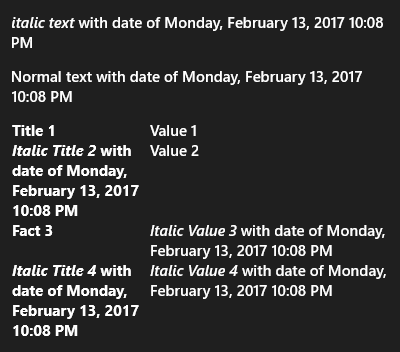 italic text with date of Monday, February 13, 2017 10:08
PM
Normal text with date of Monday, February 13, 2017
10:08 PM
Title 1 Value 1
Italic Title 2 with Value 2
date of Monday,
February 13, 2017
10:08 PM
Fact 3 Italic Value 3 with date of Monday,
February 13, 2017 10:08 PM
Italic Title 4 with Italic Value 4 with date of Monday,
date of Monday, February 13, 2017 10:08 PM
February 13, 2017
10:08 PM